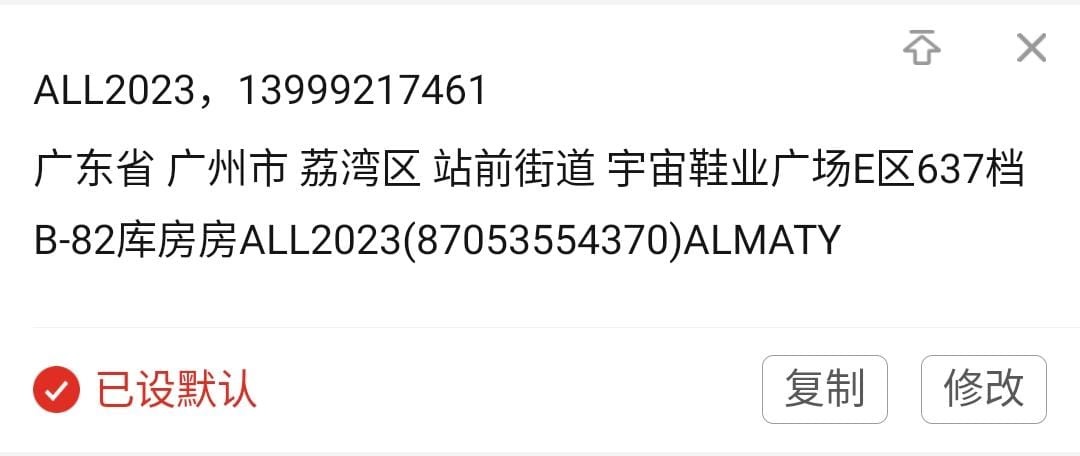 ALL2023，13999217461
广东省 广州市 荔湾区 站前街道 宇宙鞋业广场E区637档
B-82库房房ALL2023(87053554370)ALMATY
已设默认
复制
修改